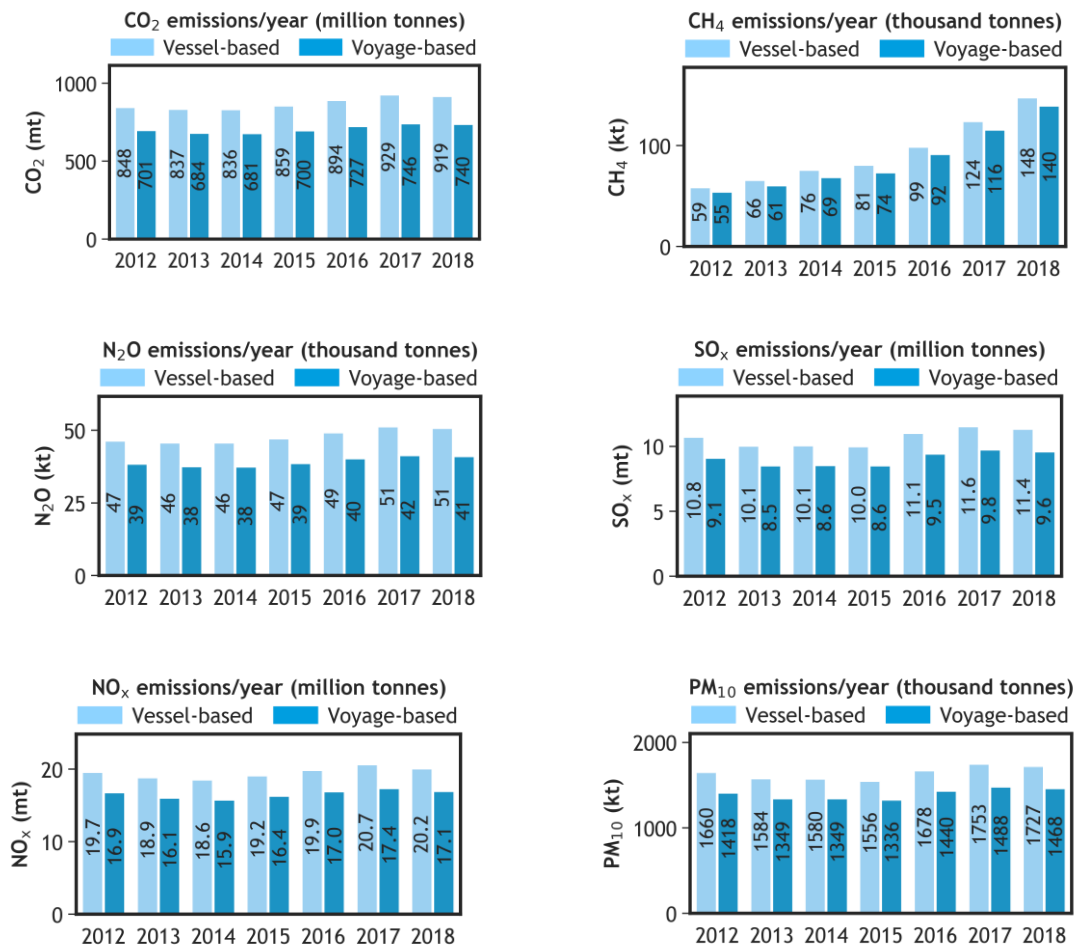 CO₂ emissions/year (million tonnes)
Vessel-based Voyage-based
CO₂ (mt)
1000
500
0
848 701 837 684 836 681 859 700 894 727 929 746 919 740
2012 2013 2014 2015 2016 2017 2018
CH₄ emissions/year (thousand tonnes)
Vessel-based Voyage-based
CH₄ (kt)
100
0
59 55 66 61 76 69 81 74 99 92 124 116 148 140
2012 2013 2014 2015 2016 2017 2018
N₂O emissions/year (thousand tonnes)
Vessel-based Voyage-based
N₂O (kt)
50
25
0
47 39 46 38 46 38 47 39 49 40 51 42 51 41
2012 2013 2014 2015 2016 2017 2018
SOₓ emissions/year (million tonnes)
Vessel-based Voyage-based
SOₓ (mt)
10
5
0
10.8 9.1 10.1 8.5 10.1 8.6 10.0 8.6 11.1 9.5 11.6 9.8 11.4 9.6
2012 2013 2014 2015 2016 2017 2018
NOₓ emissions/year (million tonnes)
Vessel-based Voyage-based
NOₓ (mt)
20
10
0
19.7 16.9 18.9 16.1 18.6 15.9 19.2 16.4 19.9 17.0 20.7 17.4 20.2 17.1
2012 2013 2014 2015 2016 2017 2018
PM₁₀ emissions/year (thousand tonnes)
Vessel-based Voyage-based
PM₁₀ (kt)
2000
1000
0
1660 1418 1584 1349 1580 1349 1556 1336 1678 1440 1753 1488 1727 1468
2012 2013 2014 2015 2016 2017 2018